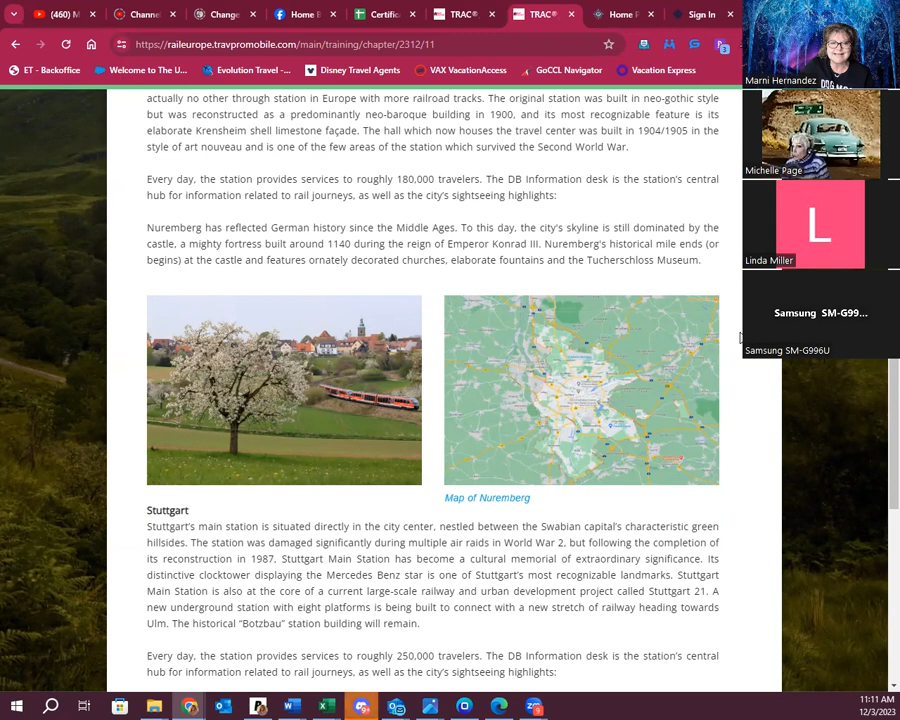 (460) M
Channel
Change
Home B
Certific
TRAC®
TRAC®
Home P
Sign In
https://raileurope.travpromobile.com/main/training/chapter/2312/11
3
ET - Backoffice
Welcome to The U...
Evolution Travel -...
Disney Travel Agents
VAX VacationAccess
GoCCL Navigator
Vacation Express
actually no other through station in Europe with more railroad tracks. The original station was built in neo-gothic style
but was reconstructed as a predominantly neo-baroque building in 1900, and its most recognizable feature is its
elaborate Krensheim shell limestone façade. The hall which now houses the travel center was built in 1904/1905 in the
style of art nouveau and is one of the few areas of the station which survived the Second World War.
Every day, the station provides services to roughly 180,000 travelers. The DB Information desk is the station's central
hub for information related to rail journeys, as well as the city's sightseeing highlights:
Nuremberg has reflected German history since the Middle Ages. To this day, the city's skyline is still dominated by the
castle, a mighty fortress built around 1140 during the reign of Emperor Konrad III. Nuremberg's historical mile ends (or
begins) at the castle and features ornately decorated churches, elaborate fountains and the Tucherschloss Museum.
Map of Nuremberg
Stuttgart
Stuttgart's main station is situated directly in the city center, nestled between the Swabian capital's characteristic green
hillsides. The station was damaged significantly during multiple air raids in World War 2, but following the completion of
its reconstruction in 1987, Stuttgart Main Station has become a cultural memorial of extraordinary significance. Its
distinctive clocktower displaying the Mercedes Benz star is one of Stuttgart's most recognizable landmarks. Stuttgart
Main Station is also at the core of a current large-scale railway and urban development project called Stuttgart 21. A
new underground station with eight platforms is being built to connect with a new stretch of railway heading towards
Ulm. The historical "Botzbau" station building will remain.
Every day, the station provides services to roughly 250,000 travelers. The DB Information desk is the station's central
hub for information related to rail journeys, as well as the city's sightseeing highlights:
Marni Hernandez
Michelle Page
L
Linda Miller
Samsung SM-G99...
Samsung SM-G996U
11:11 AM
12/3/2023